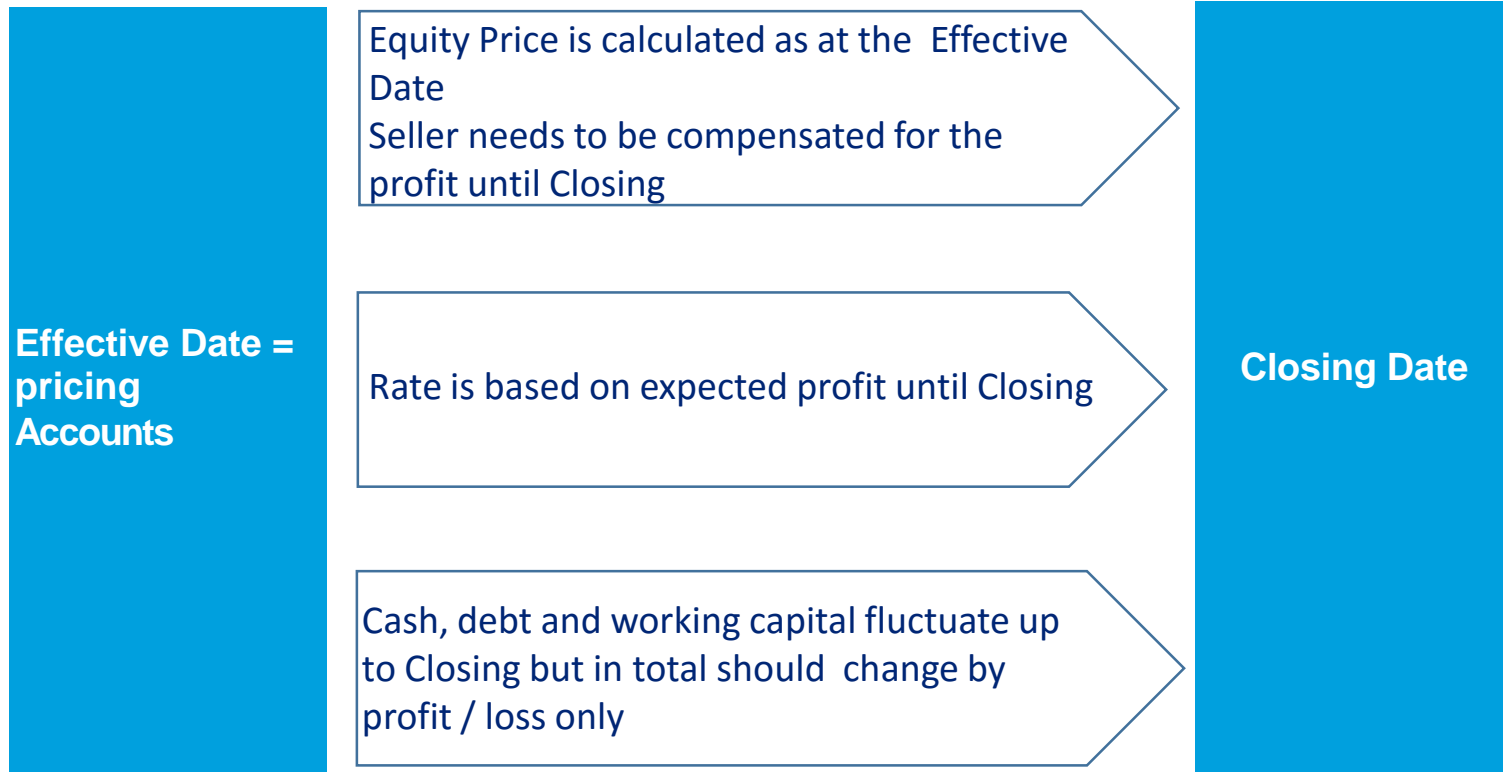 Effective Date =
pricing
Accounts
Equity Price is calculated as at the  Effective
Date
Seller needs to be compensated for the
profit until Closing
Rate is based on expected profit until Closing
Cash, debt and working capital fluctuate up
to Closing but in total should  change by
profit / loss only
Closing Date